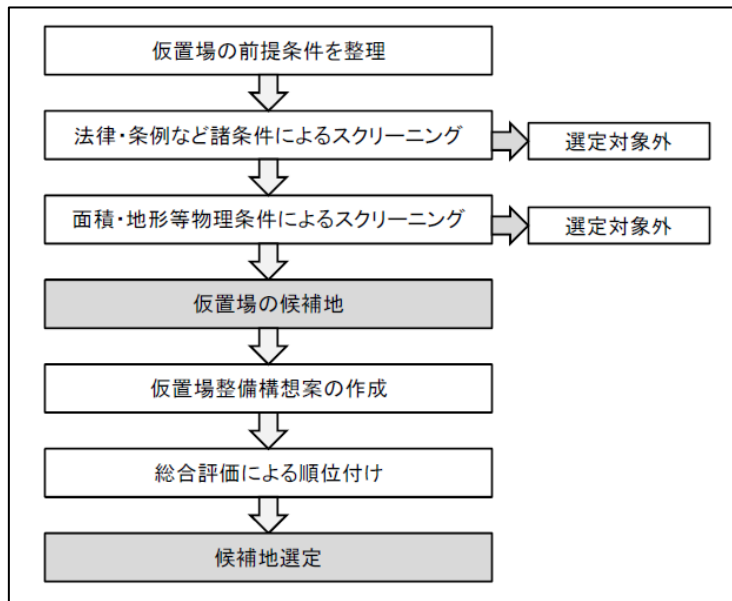 仮置場の前提条件を整理
法律・条例など諸条件によるスクリーニング
選定対象外
面積・地形等物理条件によるスクリーニング
選定対象外
仮置場の候補地
仮置場整備構想案の作成
総合評価による順位付け
候補地選定